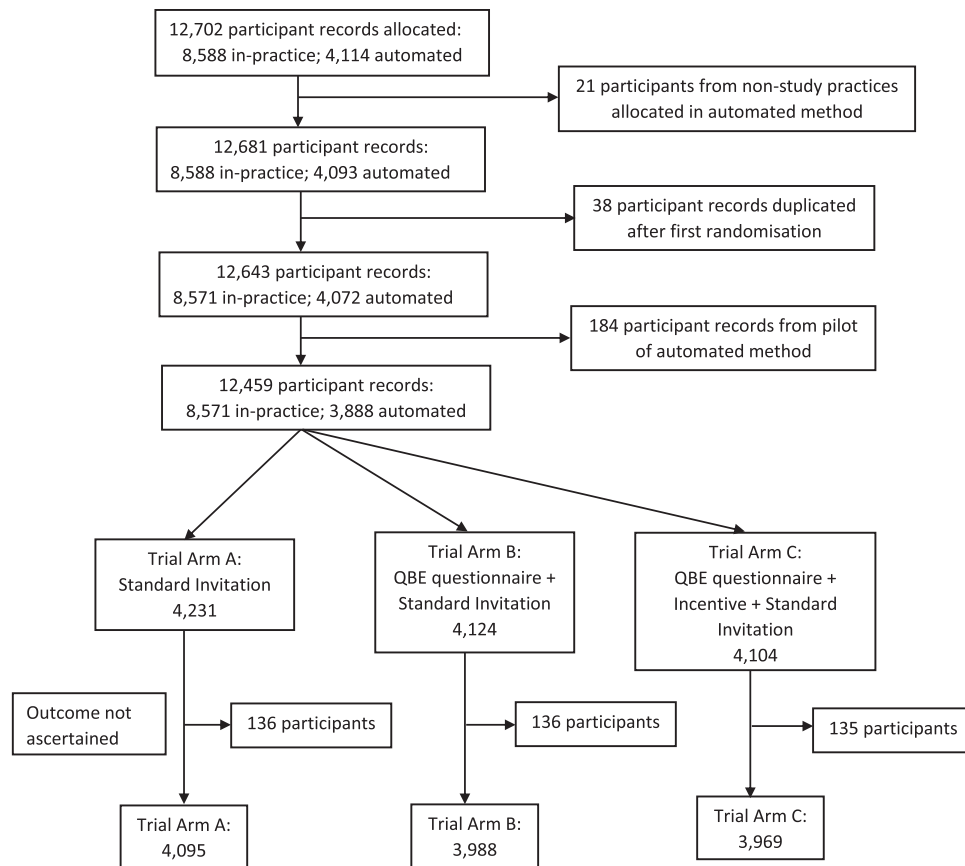 12,702 participant records allocated:
8,588 in-practice; 4,114 automated
21 participants from non-study practices
allocated in automated method
12,681 participant records:
8,588 in-practice; 4,093 automated
38 participant records duplicated
after first randomisation
12,643 participant records:
8,571 in-practice; 4,072 automated
184 participant records from pilot
of automated method
12,459 participant records:
8,571 in-practice; 3,888 automated
Trial Arm A:
Standard Invitation
4,231
Trial Arm B:
QBE questionnaire +
Standard Invitation
4,124
Trial Arm C:
QBE questionnaire +
Incentive + Standard
Invitation
4,104
Outcome not
ascertained
136 participants
136 participants
135 participants
Trial Arm A:
4,095
Trial Arm B:
3,988
Trial Arm C:
3,969